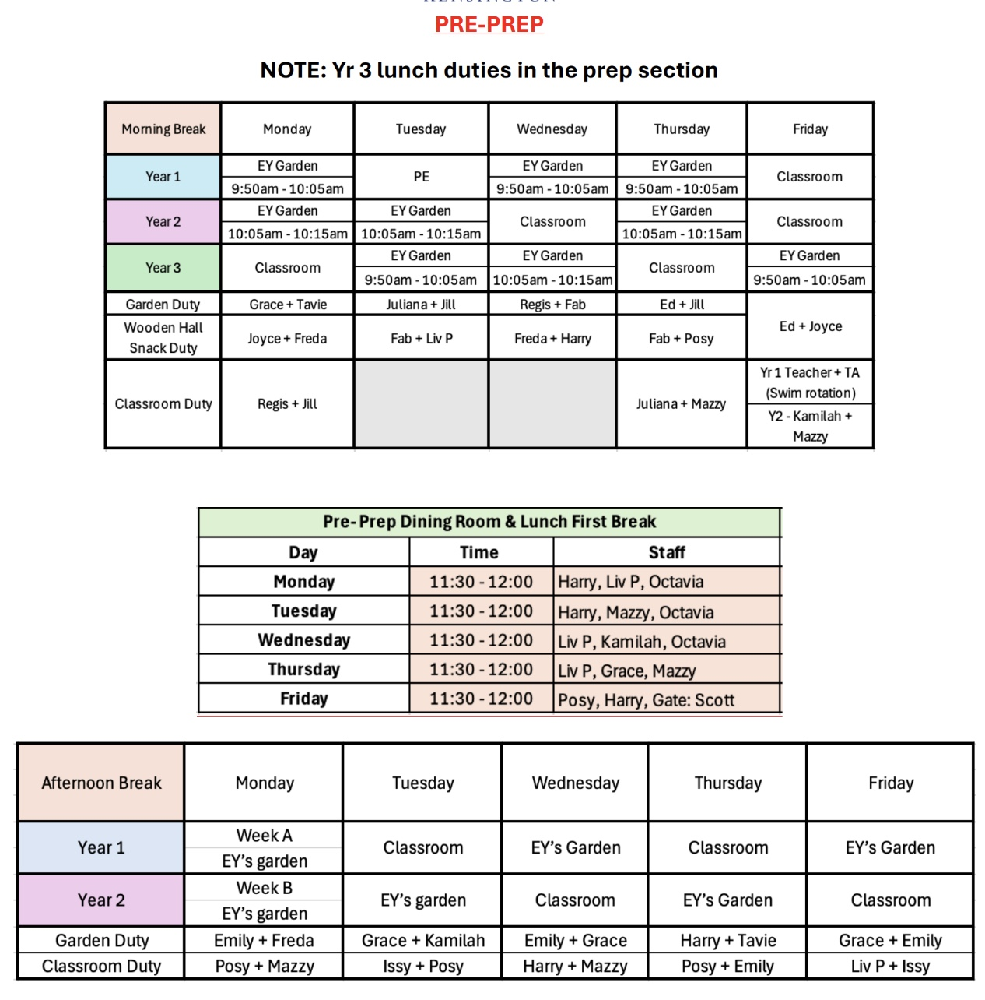 PRE-PREP
NOTE: Yr 3 lunch duties in the prep section
Morning Break Monday Tuesday Wednesday Thursday Friday
Year 1 EY Garden PE EY Garden EY Garden Classroom
9:50am - 10:05am 9:50am - 10:05am 9:50am - 10:05am
Year 2 EY Garden EY Garden Classroom EY Garden Classroom
10:05am - 10:15am 10:05am - 10:15am 10:05am - 10:15am
Year 3 Classroom EY Garden EY Garden Classroom EY Garden
9:50am - 10:05am 10:05am - 10:15am 9:50am - 10:05am
Garden Duty Grace + Tavie Juliana + Jill Regis + Fab Ed + Jill Ed + Joyce
Wooden Hall
Snack Duty Joyce + Freda Fab + Liv P Freda + Harry Fab + Posy
Classroom Duty Regis + Jill Juliana + Mazzy Yr 1 Teacher + TA
(Swim rotation)
Y2 - Kamilah +
Mazzy
Pre- Prep Dining Room & Lunch First Break
Day Time Staff
Monday 11:30 - 12:00 Harry, Liv P, Octavia
Tuesday 11:30 - 12:00 Harry, Mazzy, Octavia
Wednesday 11:30 - 12:00 Liv P, Kamilah, Octavia
Thursday 11:30 - 12:00 Liv P, Grace, Mazzy
Friday 11:30 - 12:00 Posy, Harry, Gate: Scott
Afternoon Break Monday Tuesday Wednesday Thursday Friday
Year 1 Week A Classroom EY’s Garden Classroom EY’s Garden
EY’s garden
Year 2 Week B EY’s garden Classroom EY’s Garden Classroom
EY’s garden
Garden Duty Emily + Freda Grace + Kamilah Emily + Grace Harry + Tavie Grace + Emily
Classroom Duty Posy + Mazzy Issy + Posy Harry + Mazzy Posy + Emily Liv P + Issy